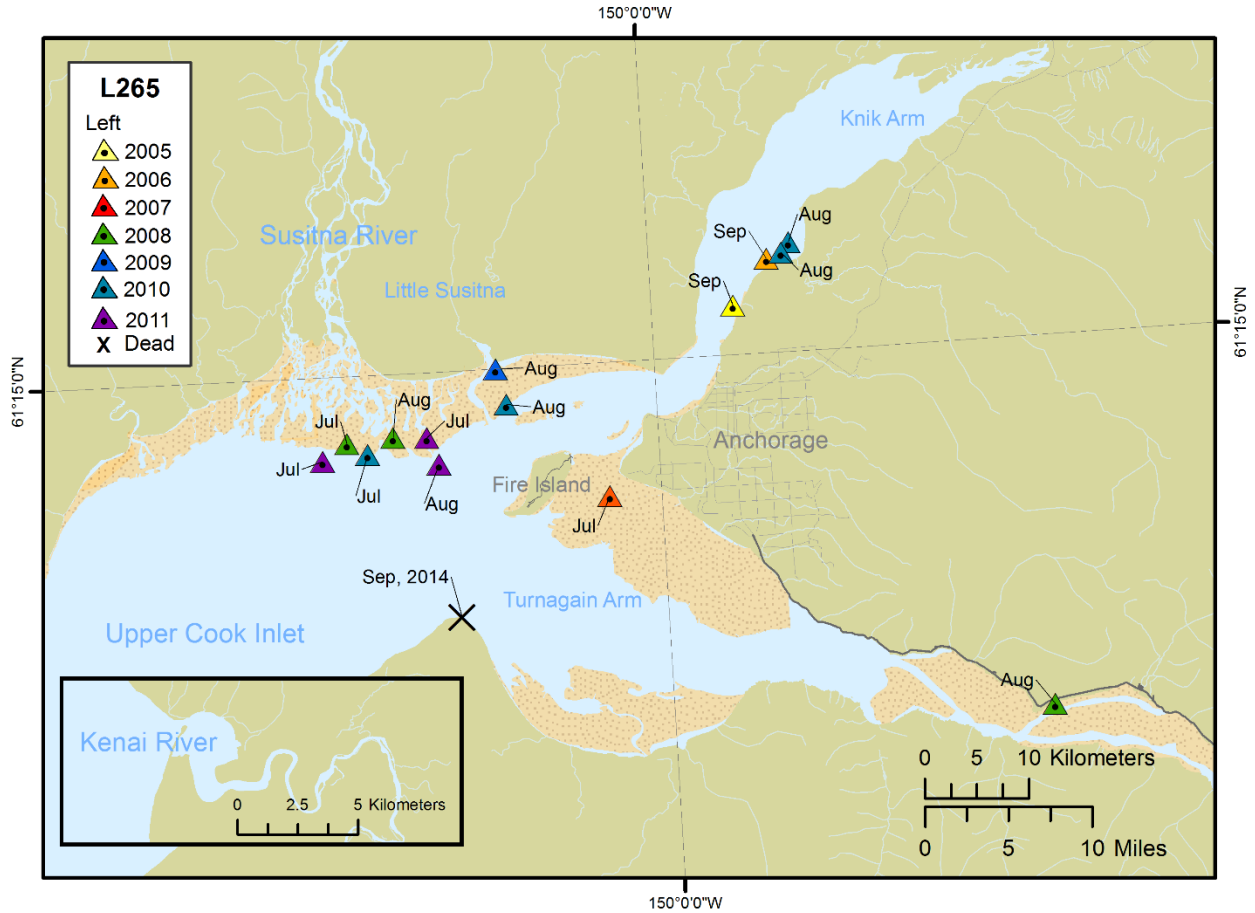 150°0'0"W
L265
Left
2005
2006
2007
2008
2009
2010
2011
X Dead
Knik Arm
Susitna River
Little Susitna
Aug
Sep
Aug
Sep
61°15'0"N
61°15'0"N
Aug
Aug
Aug
Jul
Jul
Jul
Jul
Aug
Anchorage
Fire Island
Jul
Sep, 2014
Turnagain Arm
Upper Cook Inlet
Aug
Kenai River
0 2.5 5 Kilometers
0 5 10 Kilometers
0 5 10 Miles
150°0'0"W